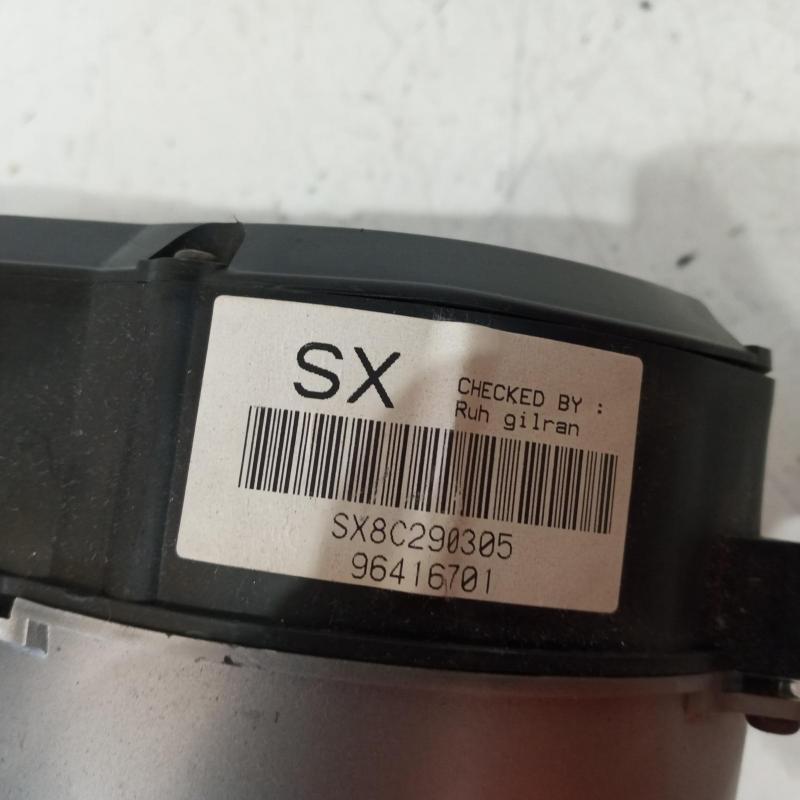 SX
CHECKED BY :
Ruh gilran
SX8C290305
96416701